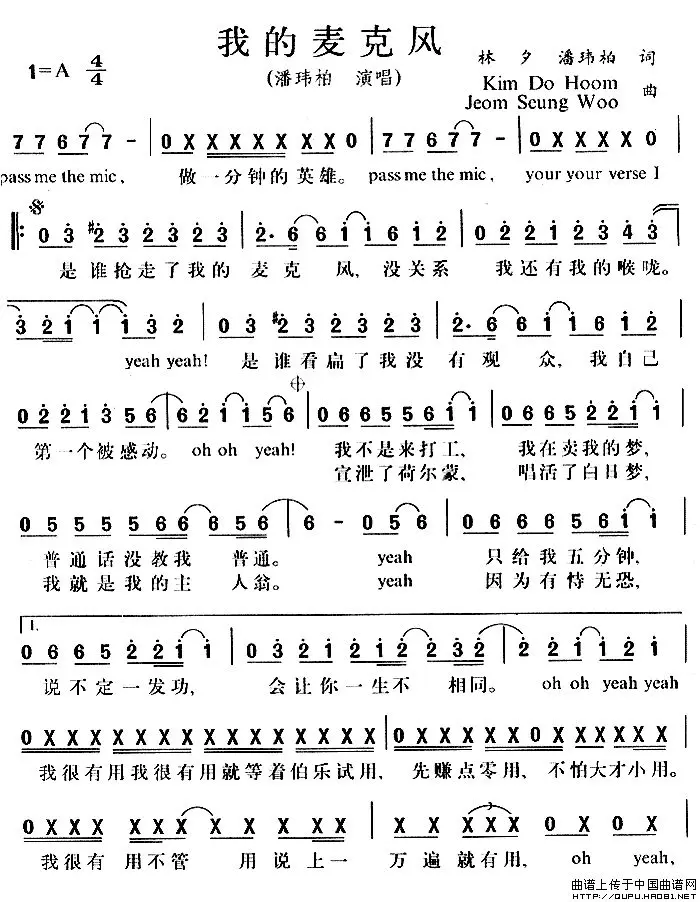 我的麦克风
1=A 4/4
(潘玮柏 演唱)
林 夕 潘玮柏 词
Kim Do Hoom
Jeom Seung Woo 曲
7 7 6 7 7 - 0 X X X X X X X 0 7 7 6 7 7 - 0 X X X X 0
pass me the mic, 做一分钟的英雄。 pass me the mic, your your verse I
0 3 #2 3 2 3 2 3 2· 6 6 1 1 6 1 2 0 2 2 1 2 3 4 3
是谁抢走了我的 麦克 风, 没关系 我还有我的喉咙。
3 2 1 1 1 3 2 0 3 #2 3 2 3 2 3 2· 6 6 1 1 6 1 2
yeah yeah! 是谁看扁了我没 有观 众, 我自己
0 2 2 1 3 5 6 6 2 2 1 1 5 6 0 6 6 5 5 6 1 1 0 6 6 5 2 2 1 1
第一个被感动。 oh oh yeah! 我不是来打工, 我在卖我的梦,
宣泄了荷尔蒙, 唱活了白日梦,
0 5 5 5 5 6 6 6 5 6 6 - 0 5 6 0 6 6 6 5 6 1 1
普通话没教我 普通。 yeah 只给我五分钟,
我就是我的主 人翁。 yeah 因为有恃无恐,
1.
0 6 6 5 2 2 1 1 0 3 2 1 2 1 2 2 3 2 1 2 2 1 2 1
说不定一发功, 会让你一生不 相同。 oh oh yeah yeah
0 X X X X X X X X X X X X X X X 0 X X X X 0 X X X X X X
我很有用我很有用就等着伯乐试用, 先赚点零用, 不怕大才小用。
0 X X X X X X X X X X X X X X X 0 X X
我很有 用不管 用说上一 万遍就有用, oh yeah,
曲谱上传于中国曲谱网
HTTP://QUPU.HAO81.NET